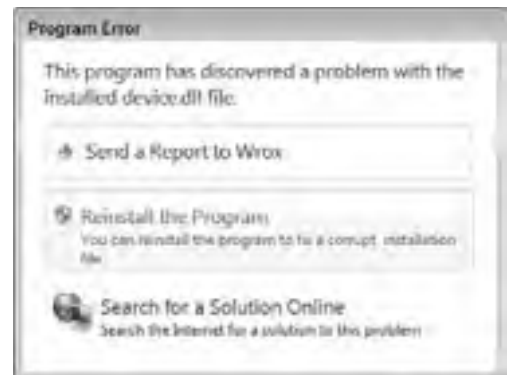 Program Error
This program has discovered a problem with the
installed device.dll file.
Send a Report to Wrox
Reinstall the Program
You can reinstall the program to fix a corrupt installation
file
Search for a Solution Online
Search the Internet for a solution to this problem